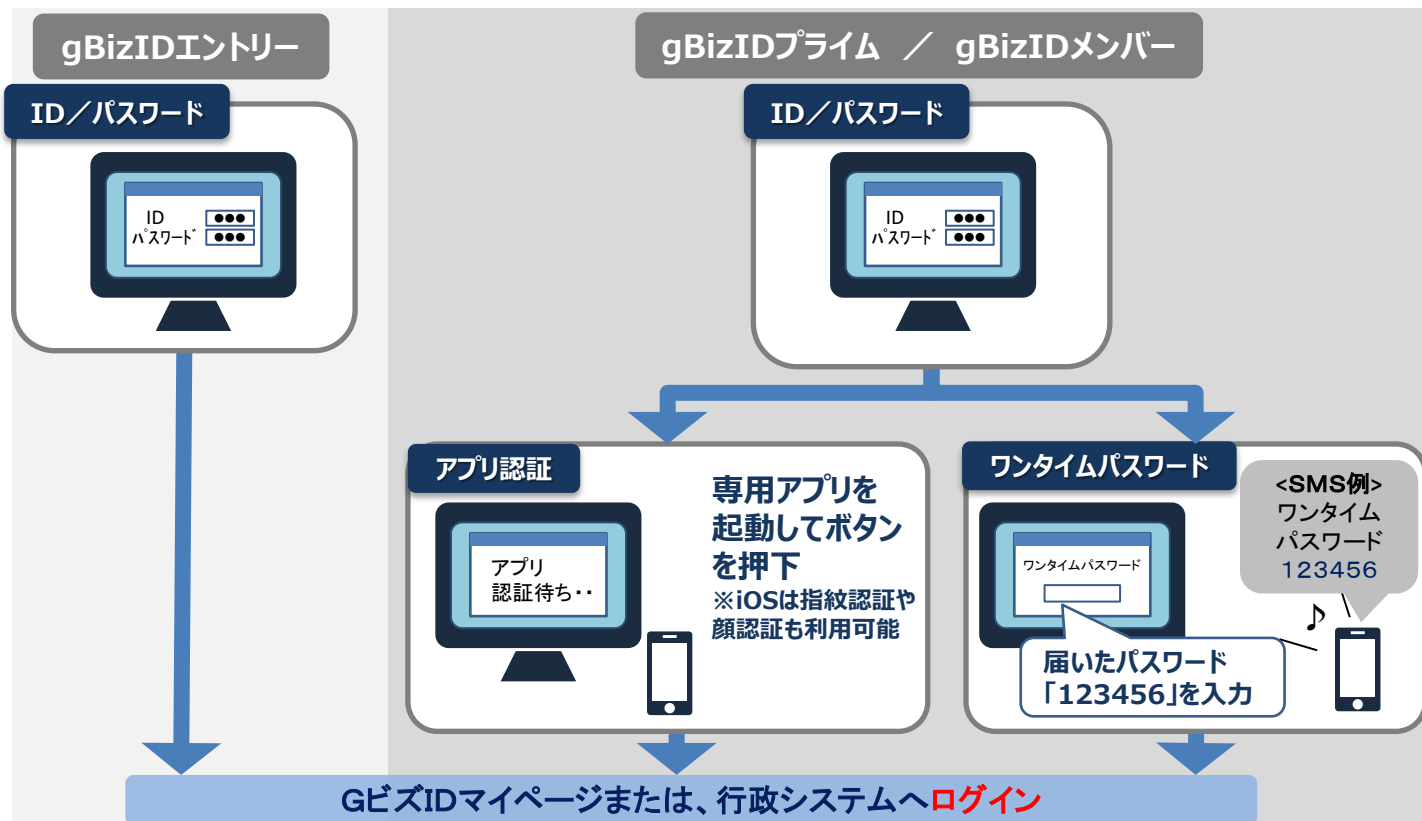 gBizIDエントリー
ID／パスワード
ID ●●●
パスワード ●●●
gBizIDプライム ／ gBizIDメンバー
ID／パスワード
ID ●●●
パスワード ●●●
アプリ認証
アプリ
認証待ち・・
専用アプリを
起動してボタン
を押下
※iOSは指紋認証や
顔認証も利用可能
ワンタイムパスワード
ワンタイムパスワード
<SMS例>
ワンタイム
パスワード
123456
♪
届いたパスワード
「123456」を入力
GビズIDマイページまたは、行政システムへログイン